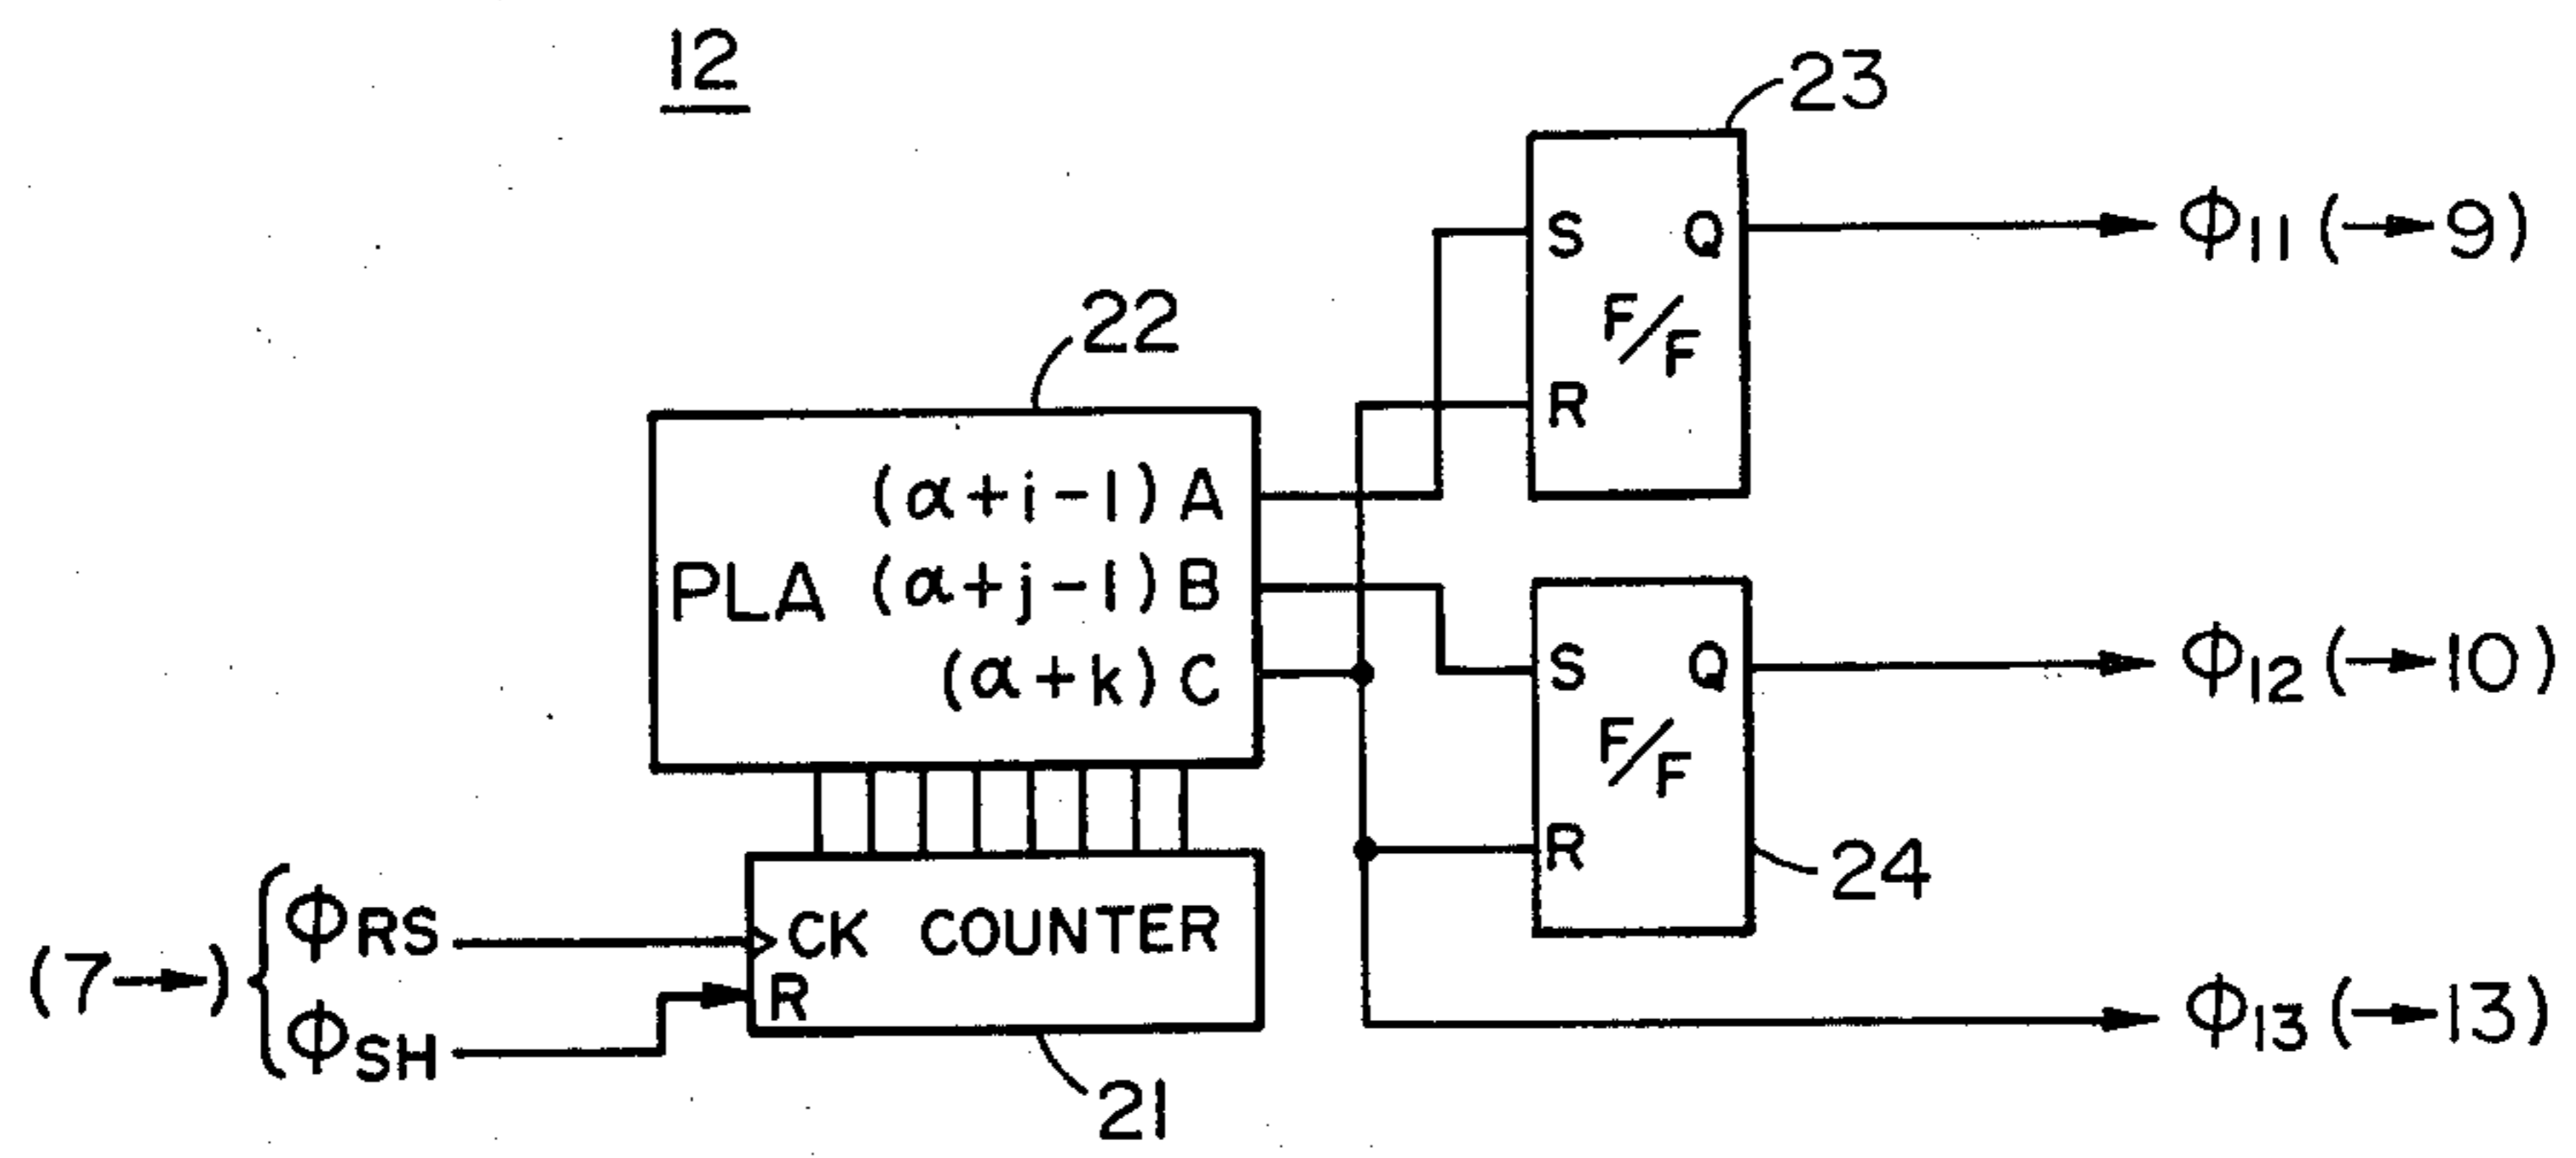 12
23
S Q
F/F
R
ϕ11 (→9)
22
PLA
(α+i-1) A
(α+j-1) B
(α+k) C
S Q
F/F
R
24
ϕ12 (→10)
(7→) {
ϕRS
ϕSH
CK COUNTER
R
21
ϕ13 (→13)